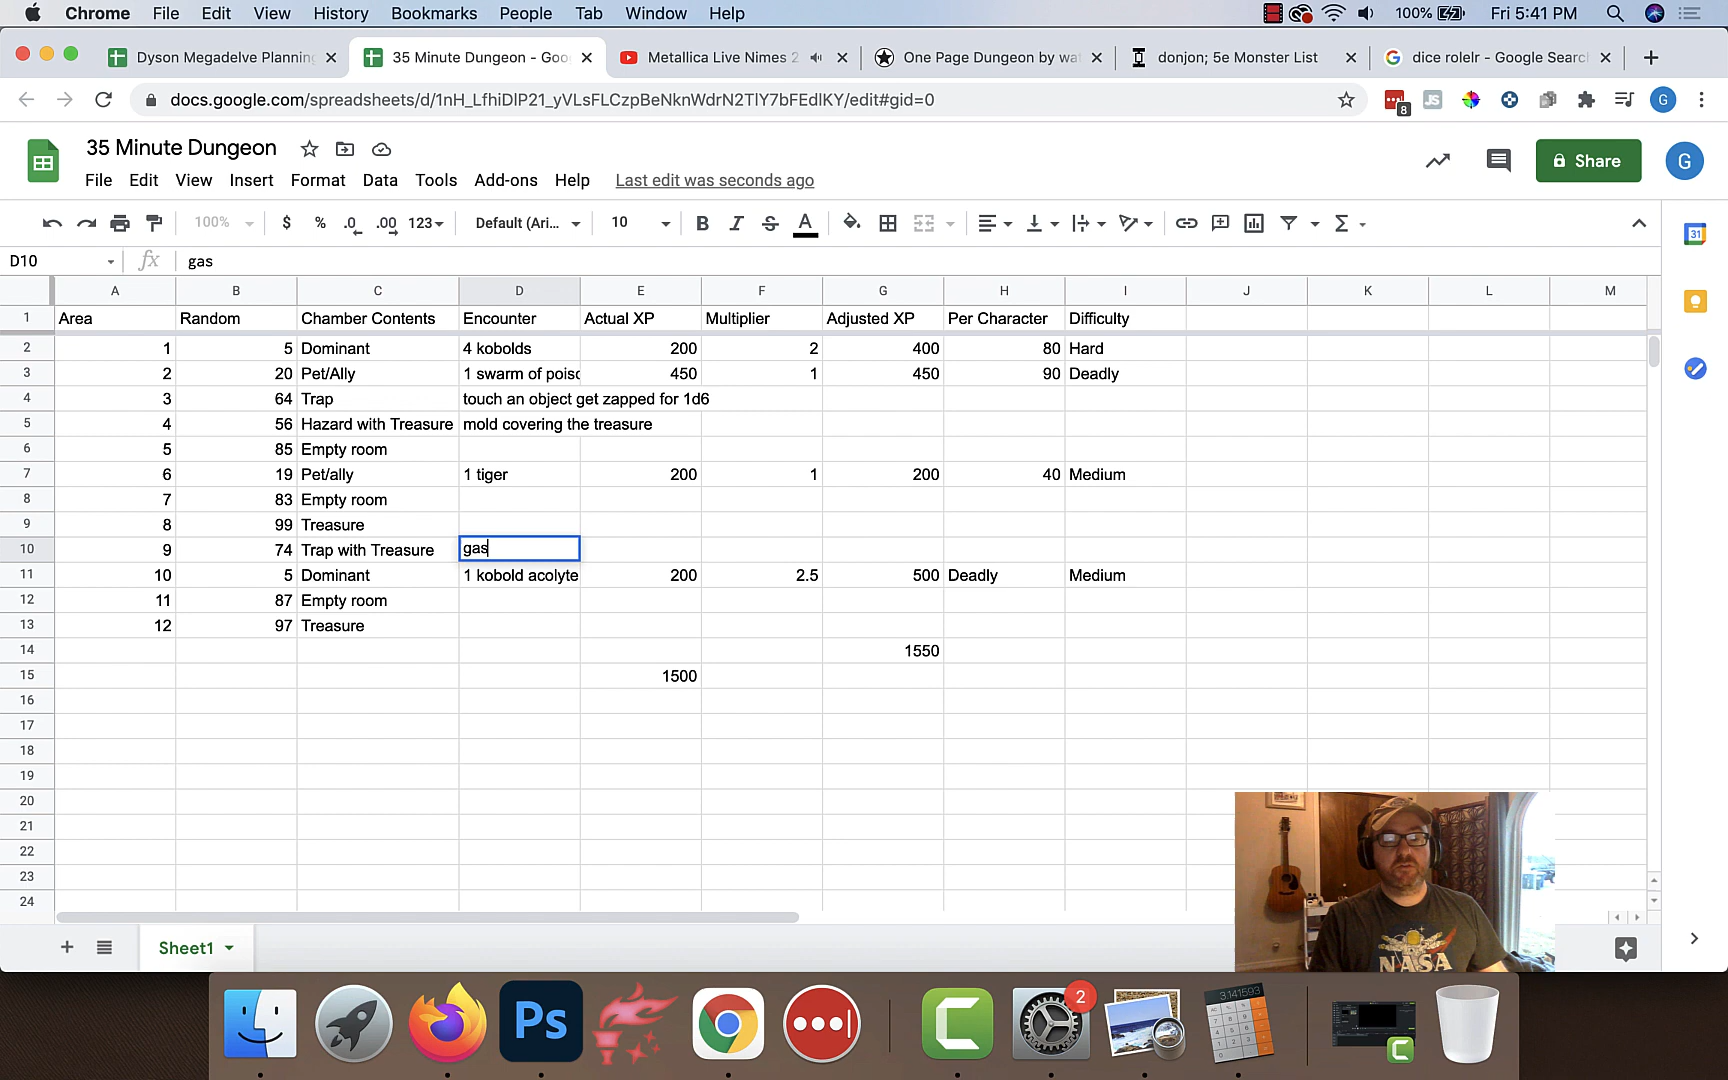 Chrome File Edit View History Bookmarks People Tab Window Help 100% Fri 5:41 PM
Dyson Megadelve Planning 35 Minute Dungeon - Goo Metallica Live Nimes 2 One Page Dungeon by wat donjon; 5e Monster List dice rolelr - Google Search
docs.google.com/spreadsheets/d/1nH_LfhiDlP21_yVLsFLCzpBeNknWdrN2TlY7bFEdlKY/edit#gid=0 8 JS G
35 Minute Dungeon Share G
File Edit View Insert Format Data Tools Add-ons Help Last edit was seconds ago
100% $ % .0 .00 123 Default (Ari... 10 B I S A
D10 fx gas
A B C D E F G H I J K L M
1 Area Random Chamber Contents Encounter Actual XP Multiplier Adjusted XP Per Character Difficulty
2 1 5 Dominant 4 kobolds 200 2 400 80 Hard
3 2 20 Pet/Ally 1 swarm of poisc 450 1 450 90 Deadly
4 3 64 Trap touch an object get zapped for 1d6
5 4 56 Hazard with Treasure mold covering the treasure
6 5 85 Empty room
7 6 19 Pet/ally 1 tiger 200 1 200 40 Medium
8 7 83 Empty room
9 8 99 Treasure
10 9 74 Trap with Treasure gas
11 10 5 Dominant 1 kobold acolyte 200 2.5 500 Deadly Medium
12 11 87 Empty room
13 12 97 Treasure
14 1550
15 1500
16
17
18
19
20
21
22
23
24
Sheet1
31
NASA
Ps
2
3.141593